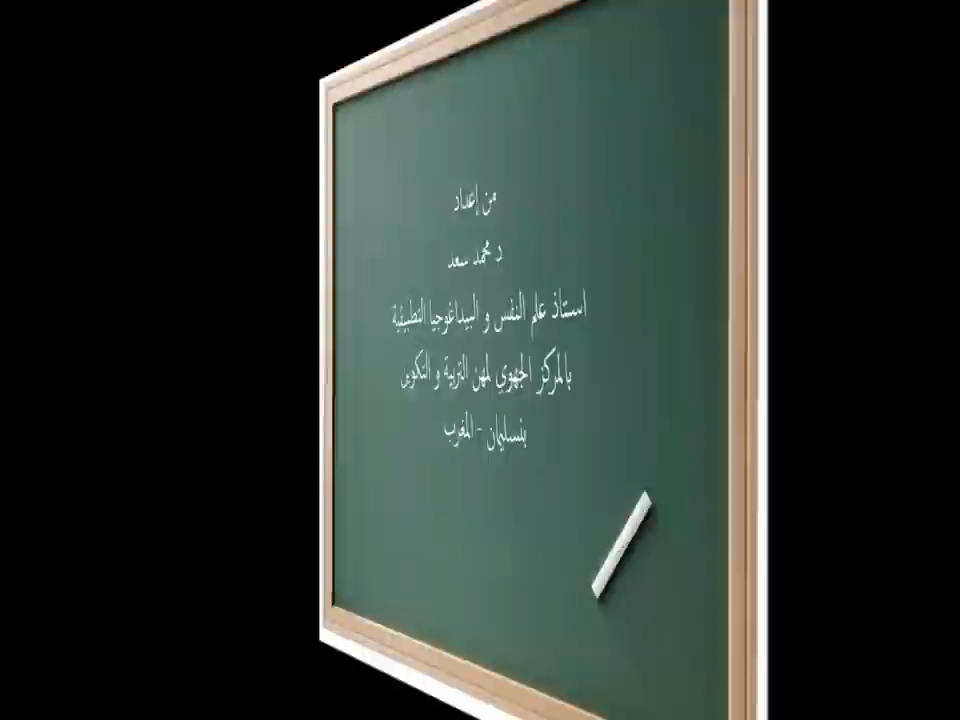 من إعداد
د محمد سعد
استاذ علم النفس و البيداغوجيا التطبيقية
بالمركز الجهوي لمهن التربية و التكوين
بنسليمان - المغرب